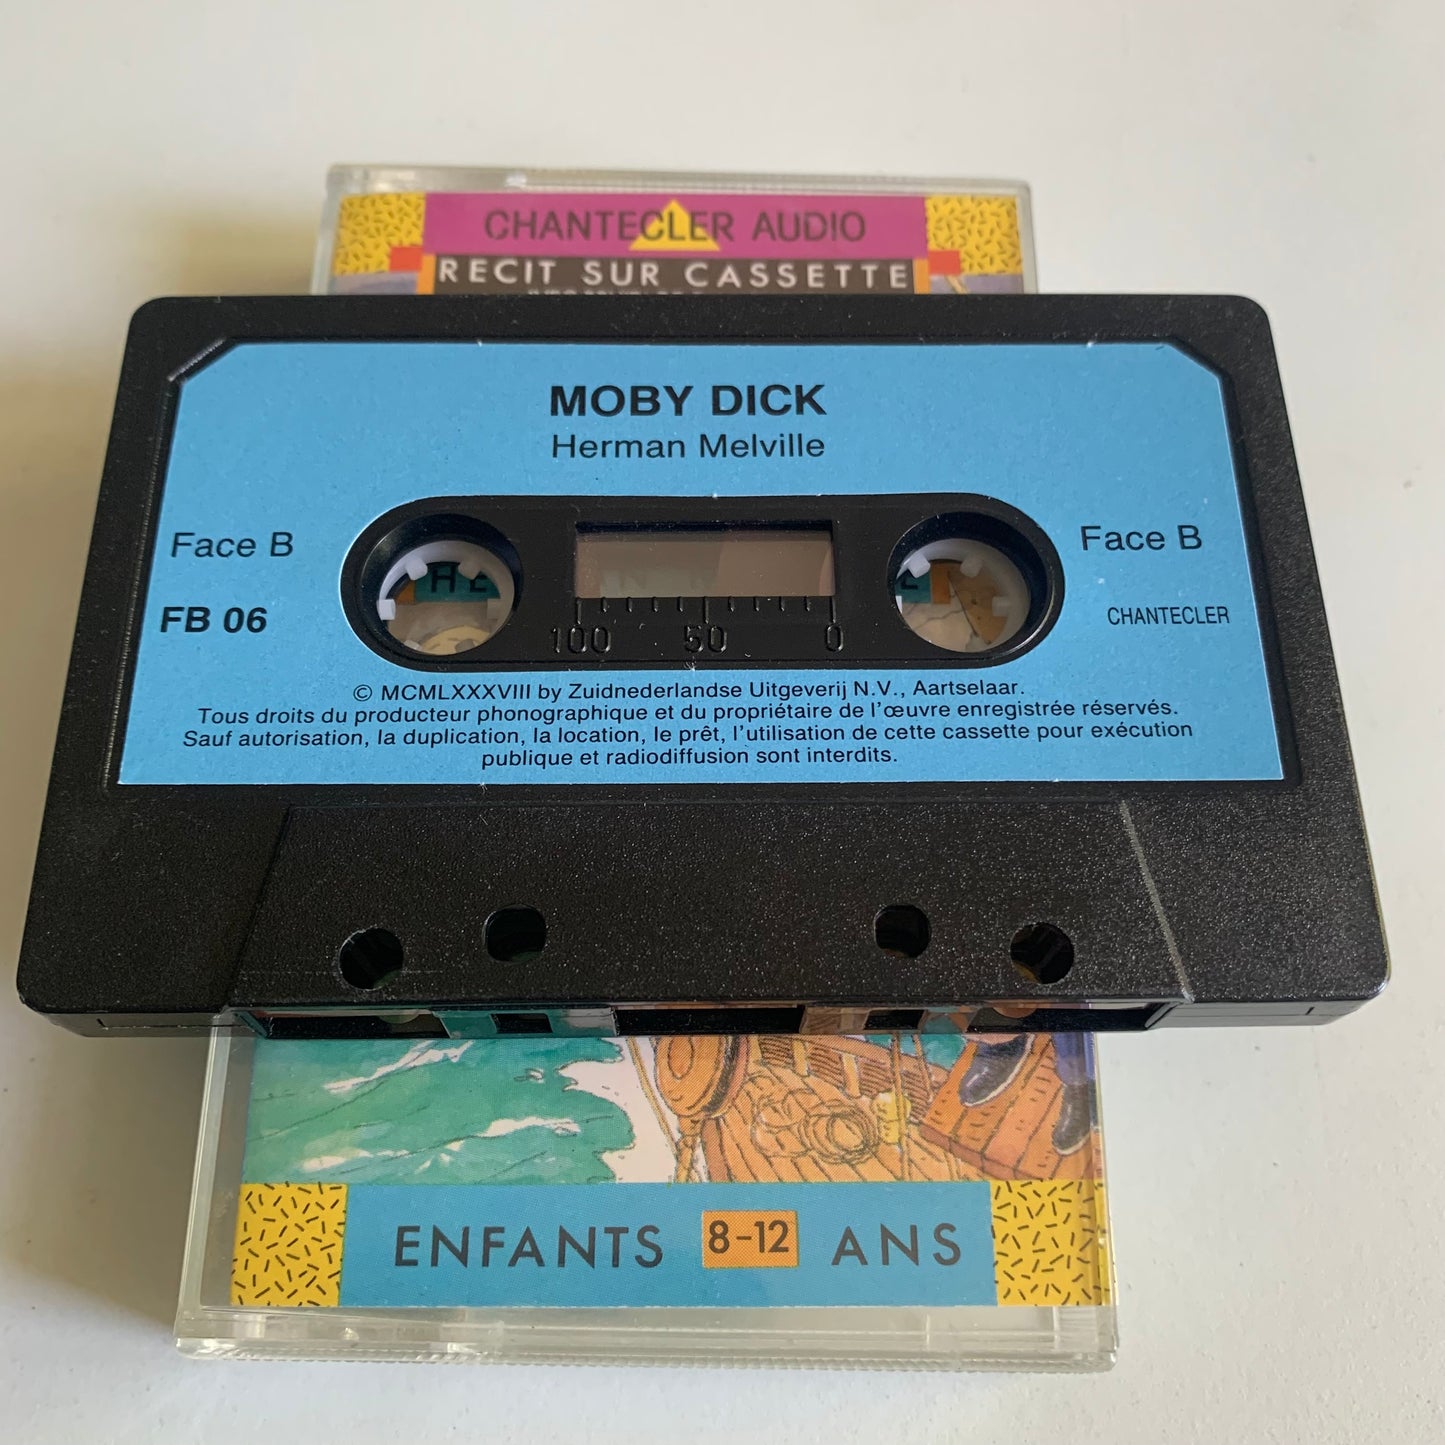 CHANTECLER AUDIO
RECIT SUR CASSETTE
MOBY DICK
Herman Melville
Face B
Face B
FB 06
CHANTECLER
100 50 0
© MCMLXXXVIII by Zuidnederlandse Uitgeverij N.V., Aartselaar.
Tous droits du producteur phonographique et du propriétaire de l'œuvre enregistrée réservés.
Sauf autorisation, la duplication, la location, le prêt, l'utilisation de cette cassette pour exécution
publique et radiodiffusion sont interdits.
ENFANTS 8-12 ANS